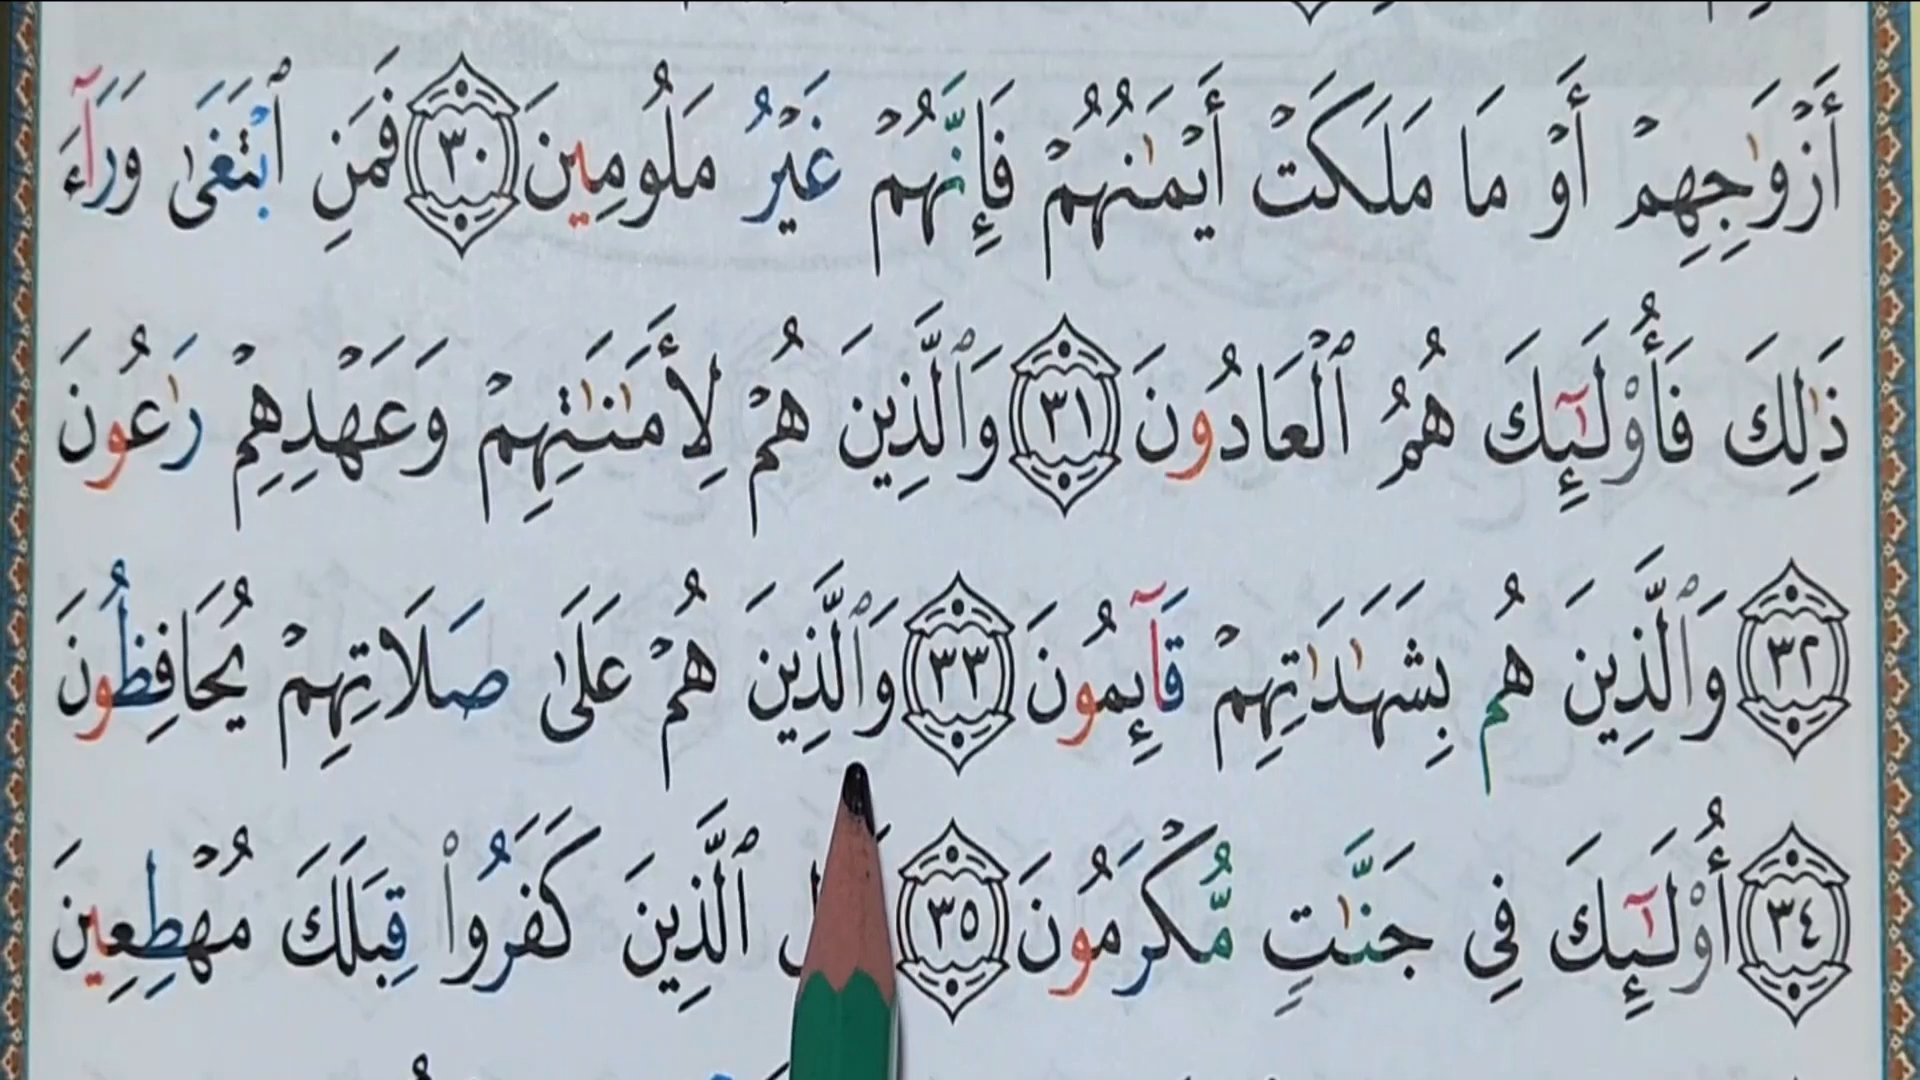 أَزْوَٰجِهِمْ أَوْ مَا مَلَكَتْ أَيْمَـٰنُهُمْ فَإِنَّهُمْ غَيْرُ مَلُومِينَ ٣٠ فَمَنِ ٱبْتَغَىٰ وَرَآءَ
ذَٰلِكَ فَأُو۟لَـٰٓئِكَ هُمُ ٱلْعَادُونَ ٣١ وَٱلَّذِينَ هُمْ لِأَمَـٰنَـٰتِهِمْ وَعَهْدِهِمْ رَٰعُونَ
٣٢ وَٱلَّذِينَ هُم بِشَهَـٰدَٰتِهِمْ قَآئِمُونَ ٣٣ وَٱلَّذِينَ هُمْ عَلَىٰ صَلَاتِهِمْ يُحَافِظُونَ
٣٤ أُو۟لَـٰٓئِكَ فِى جَنَّـٰتٍ مُّكْرَمُونَ ٣٥ ٱلَّذِينَ كَفَرُوا۟ قِبَلَكَ مُهْطِعِينَ